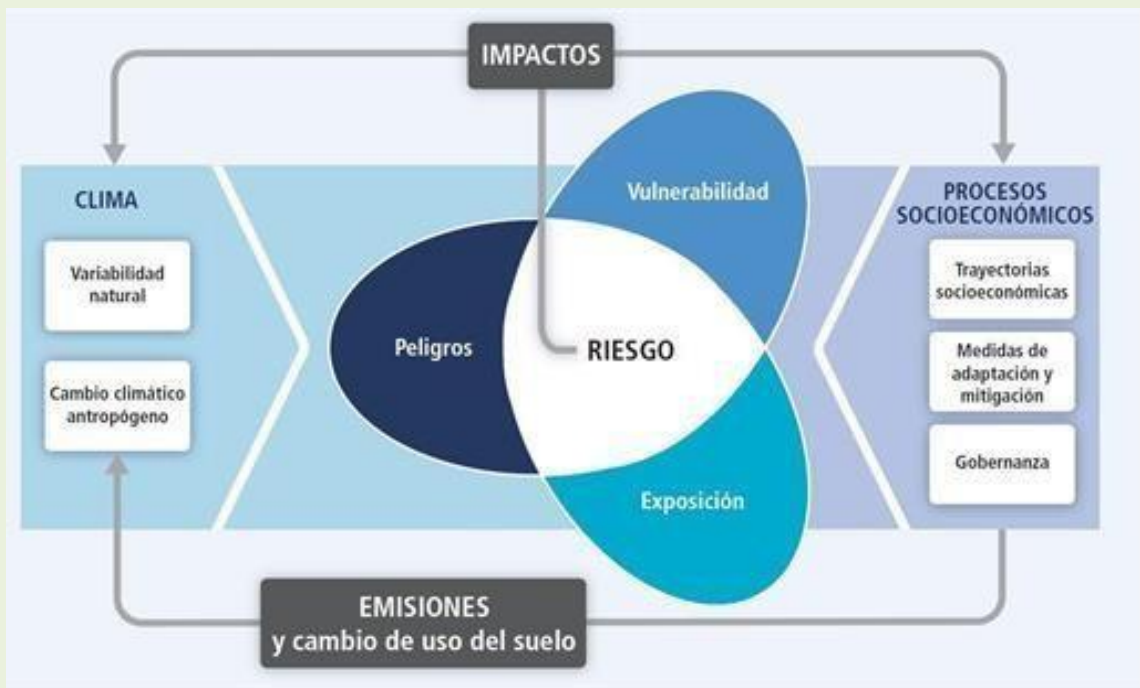 IMPACTOS
CLIMA
Variabilidad
natural
Cambio climático
antropógeno
Vulnerabilidad
Peligros
RIESGO
Exposición
PROCESOS
SOCIOECONÓMICOS
Trayectorias
socioeconómicas
Medidas de
adaptación y
mitigación
Gobernanza
EMISIONES
y cambio de uso del suelo